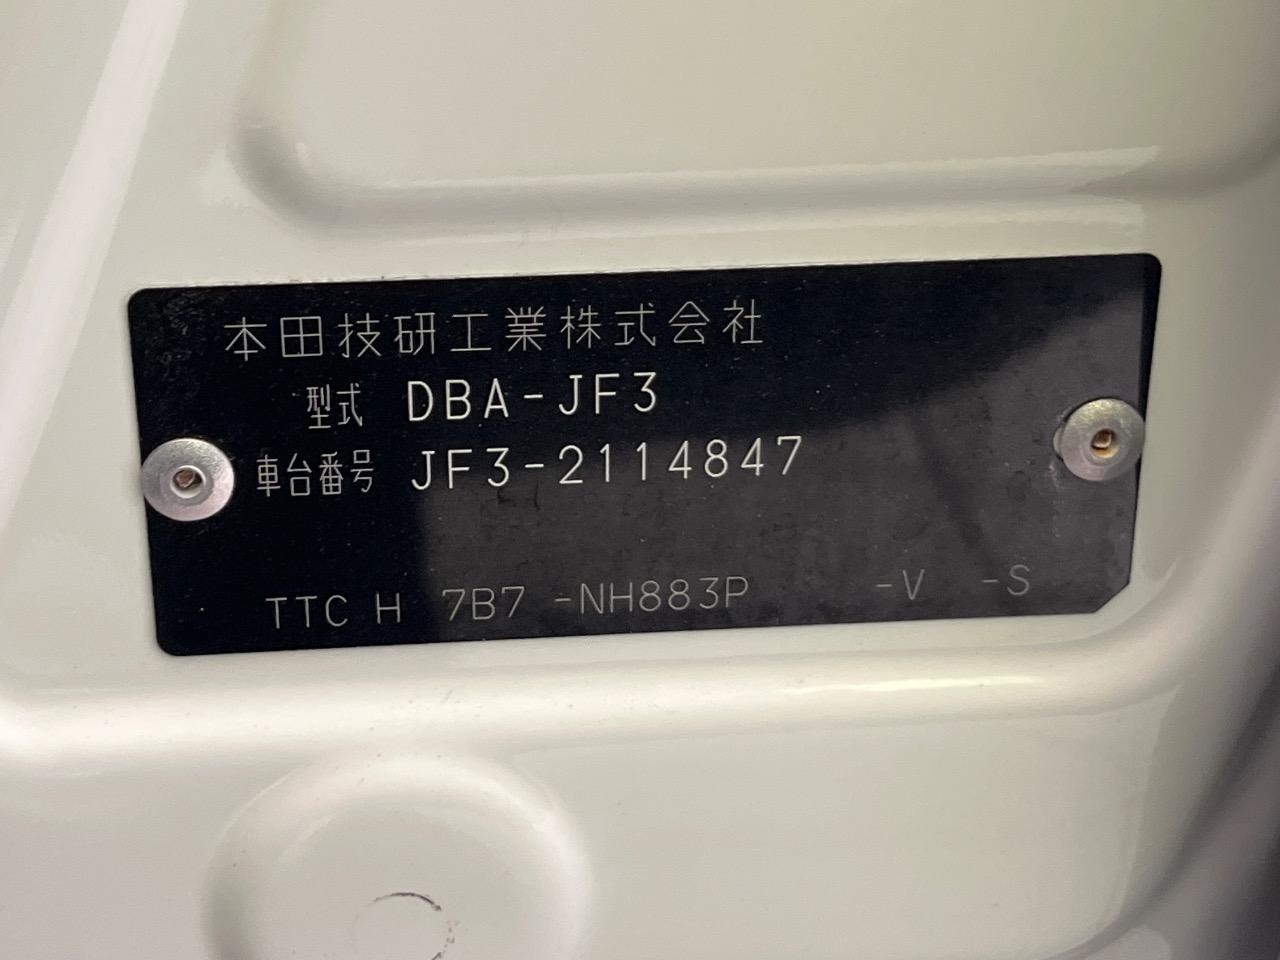 本田技研工業株式会社
型式 DBA-JF3
車台番号 JF3-2114847
TTC H 7B7 -NH883P -V -S